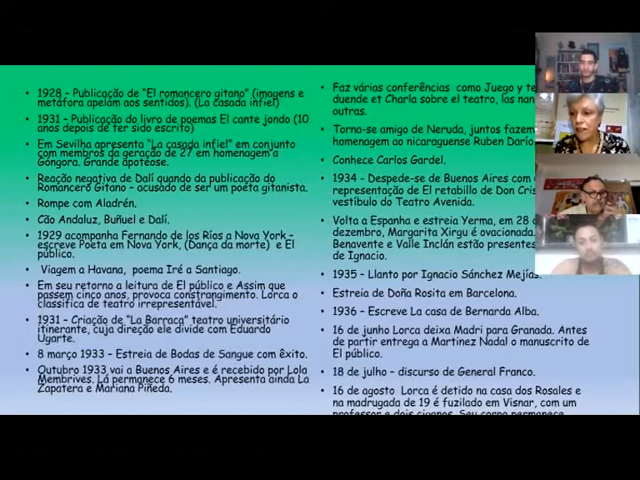 • 1928 – Publicação de "El romancero gitano" (imagens e
metáfora apelam aos sentidos). (La casada infiel)
• 1931 – Publicação do livro de poemas El cante jondo (10
anos depois de ter sido escrito)
• Em Sevilha apresenta "La casada infiel" em conjunto
com membros da geração de 27 em homenagem a
Góngora. Grande apoteose.
• Reação negativa de Dalí quando da publicação do
Romancero Gitano – acusado de ser um poeta gitanista.
• Rompe com Aladrén.
• Cão Andaluz, Buñuel e Dalí.
• 1929 acompanha Fernando de los Ríos a Nova York –
escreve Poeta em Nova York, (Dança da morte) e El
público.
• Viagem a Havana, poema Iré a Santiago.
• Em seu retorno a leitura de El público e Assim que
passem cinco anos, provoca constrangimento. Lorca o
classifica de teatro irrepresentável.
• 1931 – Criação de "La Barraca" teatro universitário
itinerante, cuja direção ele divide com Eduardo
Ugarte.
• 8 março 1933 – Estreia de Bodas de Sangue com êxito.
• Outubro 1933 vai a Buenos Aires e é recebido por Lola
Membrives. Lá permanece 6 meses. Apresenta ainda La
Zapatera e Mariana Piñeda.
• Faz várias conferências como Juego y te
duende et Charla sobre el teatro, las nan
outras.
• Torna-se amigo de Neruda, juntos fazem
homenagem ao nicaraguense Ruben Dario
• Conhece Carlos Gardel.
• 1934 – Despede-se de Buenos Aires com
representação de El retabillo de Don Cris
vestíbulo do Teatro Avenida.
• Volta a Espanha e estreia Yerma, em 28 d
dezembro, Margarita Xirgu é ovacionada.
Benavente e Valle Inclán estão presentes
de Ignacio.
• 1935 – Llanto por Ignacio Sánchez Mejías.
• Estreia de Doña Rosita em Barcelona.
• 1936 – Escreve La casa de Bernarda Alba.
• 16 de junho Lorca deixa Madri para Granada. Antes
de partir entrega a Martinez Nadal o manuscrito de
El público.
• 18 de julho – discurso de General Franco.
• 16 de agosto Lorca é detido na casa dos Rosales e
na madrugada de 19 é fuzilado em Visnar, com um
professor e dois ciganos. Seu corpo permanece